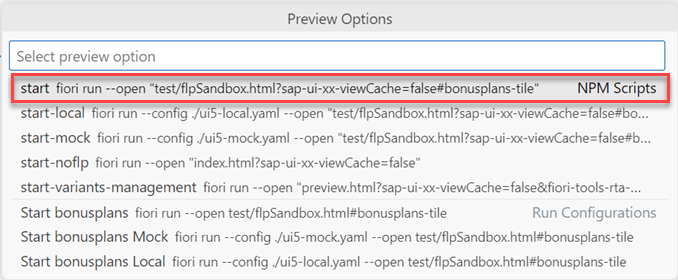 Preview Options
Select preview option
start fiori run --open "test/flpSandbox.html?sap-ui-xx-viewCache=false#bonusplans-tile" NPM Scripts
start-local fiori run --config ./ui5-local.yaml --open "test/flpSandbox.html?sap-ui-xx-viewCache=false#bo...
start-mock fiori run --config ./ui5-mock.yaml --open "test/flpSandbox.html?sap-ui-xx-viewCache=false#b...
start-noflp fiori run --open "index.html?sap-ui-xx-viewCache=false"
start-variants-management fiori run --open "preview.html?sap-ui-xx-viewCache=false&fiori-tools-rta-...
Start bonusplans fiori run --open test/flpSandbox.html#bonusplans-tile Run Configurations
Start bonusplans Mock fiori run --config ./ui5-mock.yaml --open test/flpSandbox.html#bonusplans-tile
Start bonusplans Local fiori run --config ./ui5-local.yaml --open test/flpSandbox.html#bonusplans-tile